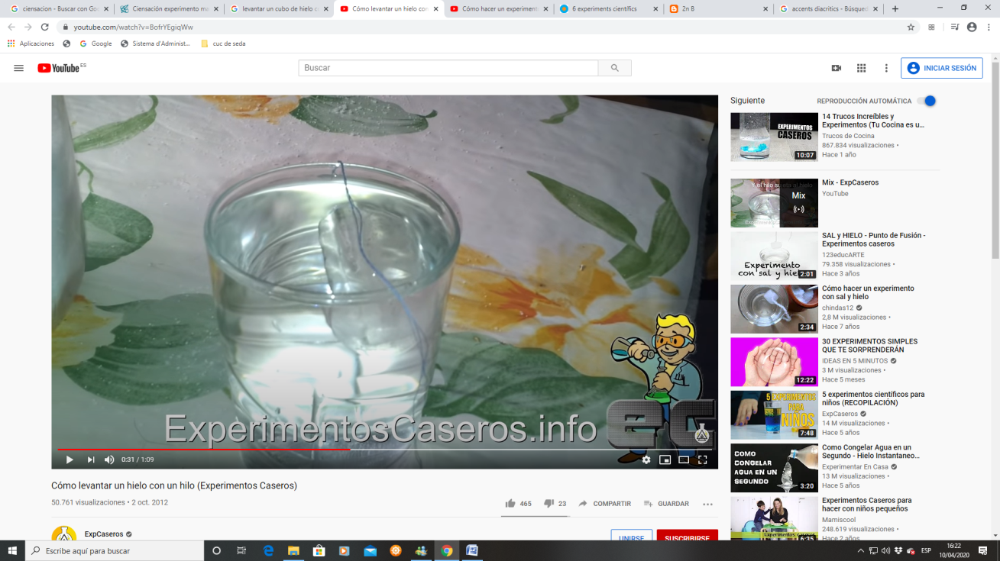 ciensacion - Buscar con Goo
Ciensación experimento ma
levantar un cubo de hielo c
Cómo levantar un hielo con
Cómo hacer un experiment
6 experiments científics
2n B
accents diacritics - Búsqued
youtube.com/watch?v=BofrYEgiqWw
Aplicaciones
Google
Sistema d'Administ...
cuc de seda
YouTube ES
Buscar
INICIAR SESIÓN
ExperimentosCaseros.info
ec
0:31 / 1:09
Cómo levantar un hielo con un hilo (Experimentos Caseros)
50.761 visualizaciones • 2 oct. 2012
465
23
COMPARTIR
GUARDAR
ExpCaseros
UNIRSE
SUSCRIBIRSE
Siguiente
REPRODUCCIÓN AUTOMÁTICA
EXPERIMENTOS
CASEROS
10:07
14 Trucos Increíbles y
Experimentos (Tu Cocina es u...
Trucos de Cocina
867.834 visualizaciones •
Hace 1 año
Y el hilo sujeta al hielo
Mix
Mix - ExpCaseros
YouTube
Experimento
con sal y hie
2:01
SAL y HIELO - Punto de Fusión -
Experimentos caseros
123educARTE
79.358 visualizaciones •
Hace 3 años
2:34
Cómo hacer un experimento
con sal y hielo
chindas12
2,8 M visualizaciones •
Hace 7 años
12:22
30 EXPERIMENTOS SIMPLES
QUE TE SORPRENDERÁN
IDEAS EN 5 MINUTOS
3 M visualizaciones •
Hace 5 meses
5 EXPERIMENTOS
PARA
NIÑOS
7:48
5 experimentos científicos para
niños (RECOPILACIÓN)
ExpCaseros
14 M visualizaciones •
Hace 5 años
COMO
CONGELAR
AGUA EN UN
SEGUNDO
3:20
Como Congelar Agua en un
Segundo - Hielo Instantaneo...
Experimentar En Casa
13 M visualizaciones •
Hace 5 años
Experimentos caseros
6:35
Experimentos Caseros para
hacer con niños pequeños
Mamiscool
248.619 visualizaciones •
Hace 2 años
Escribe aquí para buscar
ESP
16:22
10/04/2020